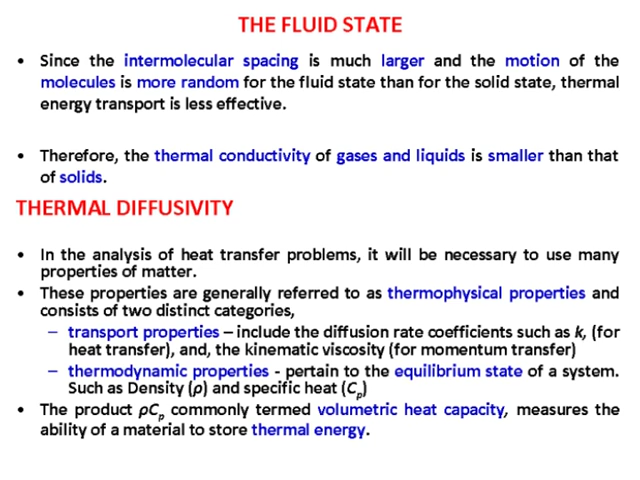 THE FLUID STATE
• Since the intermolecular spacing is much larger and the motion of the
molecules is more random for the fluid state than for the solid state, thermal
energy transport is less effective.
• Therefore, the thermal conductivity of gases and liquids is smaller than that
of solids.
THERMAL DIFFUSIVITY
• In the analysis of heat transfer problems, it will be necessary to use many
properties of matter.
• These properties are generally referred to as thermophysical properties and
consists of two distinct categories,
– transport properties – include the diffusion rate coefficients such as k, (for
heat transfer), and, the kinematic viscosity (for momentum transfer)
– thermodynamic properties - pertain to the equilibrium state of a system.
Such as Density (ρ) and specific heat (Cp)
• The product ρCp commonly termed volumetric heat capacity, measures the
ability of a material to store thermal energy.